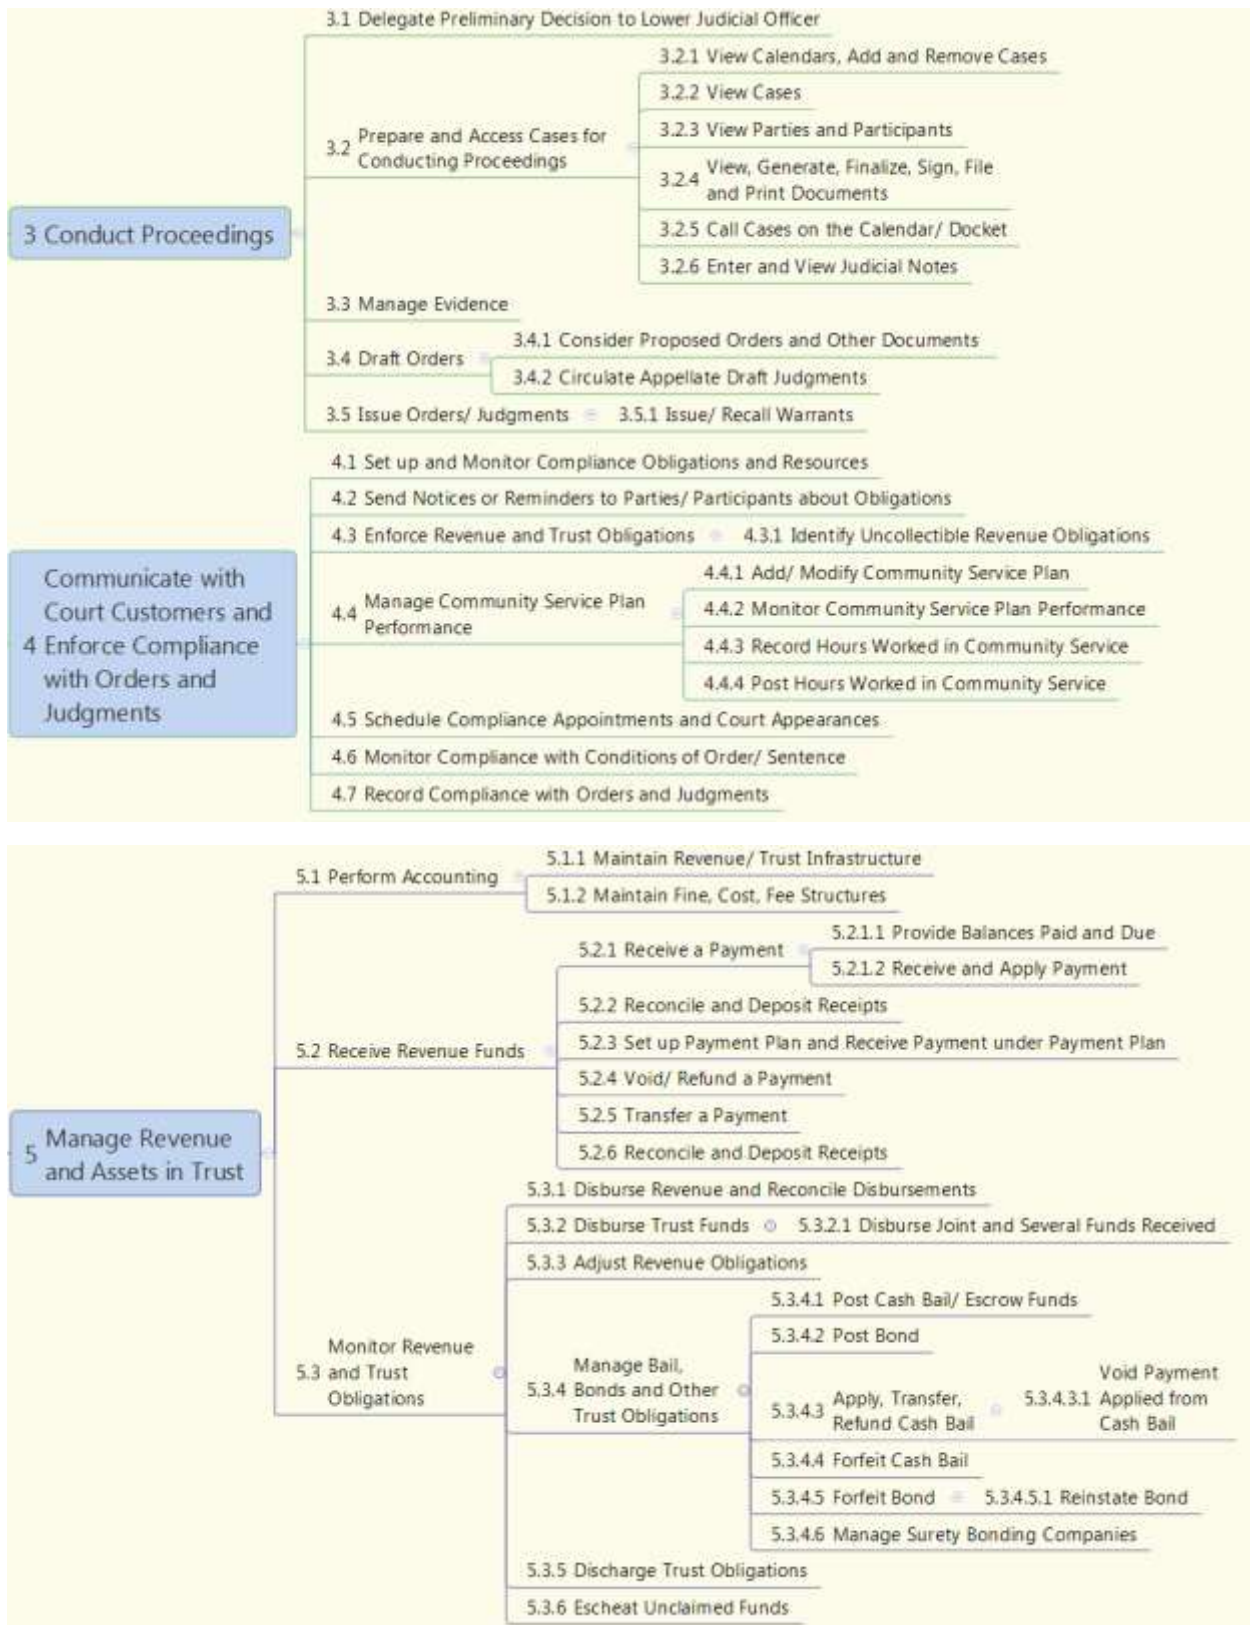 3.1 Delegate Preliminary Decision to Lower Judicial Officer
3.2.1 View Calendars, Add and Remove Cases
3.2.2 View Cases
3.2.3 View Parties and Participants
3.2 Prepare and Access Cases for
Conducting Proceedings
3.2.4 View, Generate, Finalize, Sign, File
and Print Documents
3.2.5 Call Cases on the Calendar/ Docket
3.2.6 Enter and View Judicial Notes
3 Conduct Proceedings
3.3 Manage Evidence
3.4 Draft Orders
3.4.1 Consider Proposed Orders and Other Documents
3.4.2 Circulate Appellate Draft Judgments
3.5 Issue Orders/ Judgments
3.5.1 Issue/ Recall Warrants
4.1 Set up and Monitor Compliance Obligations and Resources
4.2 Send Notices or Reminders to Parties/ Participants about Obligations
4.3 Enforce Revenue and Trust Obligations
4.3.1 Identify Uncollectible Revenue Obligations
Communicate with
Court Customers and
4 Enforce Compliance
with Orders and
Judgments
4.4 Manage Community Service Plan
Performance
4.4.1 Add/ Modify Community Service Plan
4.4.2 Monitor Community Service Plan Performance
4.4.3 Record Hours Worked in Community Service
4.4.4 Post Hours Worked in Community Service
4.5 Schedule Compliance Appointments and Court Appearances
4.6 Monitor Compliance with Conditions of Order/ Sentence
4.7 Record Compliance with Orders and Judgments
5.1 Perform Accounting
5.1.1 Maintain Revenue/ Trust Infrastructure
5.1.2 Maintain Fine, Cost, Fee Structures
5.2 Receive Revenue Funds
5.2.1 Receive a Payment
5.2.1.1 Provide Balances Paid and Due
5.2.1.2 Receive and Apply Payment
5.2.2 Reconcile and Deposit Receipts
5.2.3 Set up Payment Plan and Receive Payment under Payment Plan
5.2.4 Void/ Refund a Payment
5.2.5 Transfer a Payment
5.2.6 Reconcile and Deposit Receipts
5 Manage Revenue
and Assets in Trust
5.3 Monitor Revenue
and Trust
Obligations
5.3.1 Disburse Revenue and Reconcile Disbursements
5.3.2 Disburse Trust Funds
5.3.2.1 Disburse Joint and Several Funds Received
5.3.3 Adjust Revenue Obligations
5.3.4 Manage Bail,
Bonds and Other
Trust Obligations
5.3.4.1 Post Cash Bail/ Escrow Funds
5.3.4.2 Post Bond
5.3.4.3 Apply, Transfer,
Refund Cash Bail
5.3.4.3.1 Void Payment
Applied from
Cash Bail
5.3.4.4 Forfeit Cash Bail
5.3.4.5 Forfeit Bond
5.3.4.5.1 Reinstate Bond
5.3.4.6 Manage Surety Bonding Companies
5.3.5 Discharge Trust Obligations
5.3.6 Escheat Unclaimed Funds